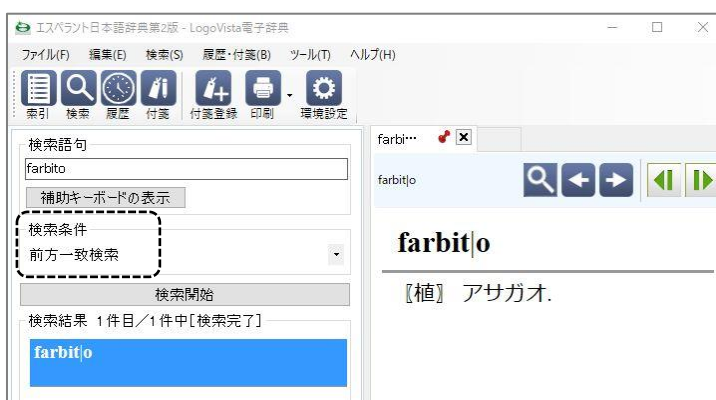 エスペラント日本語辞典第2版 - LogoVista電子辞典
ファイル(F) 編集(E) 検索(S) 履歴・付箋(B) ツール(T) ヘルプ(H)
索引 検索 履歴 付箋 付箋登録 印刷 環境設定
検索語句
farbito
補助キーボードの表示
検索条件
前方一致検索
検索開始
検索結果 1件目/1件中[検索完了]
farbit|o
farbi…
farbit|o
farbit|o
〖植〗 アサガオ.